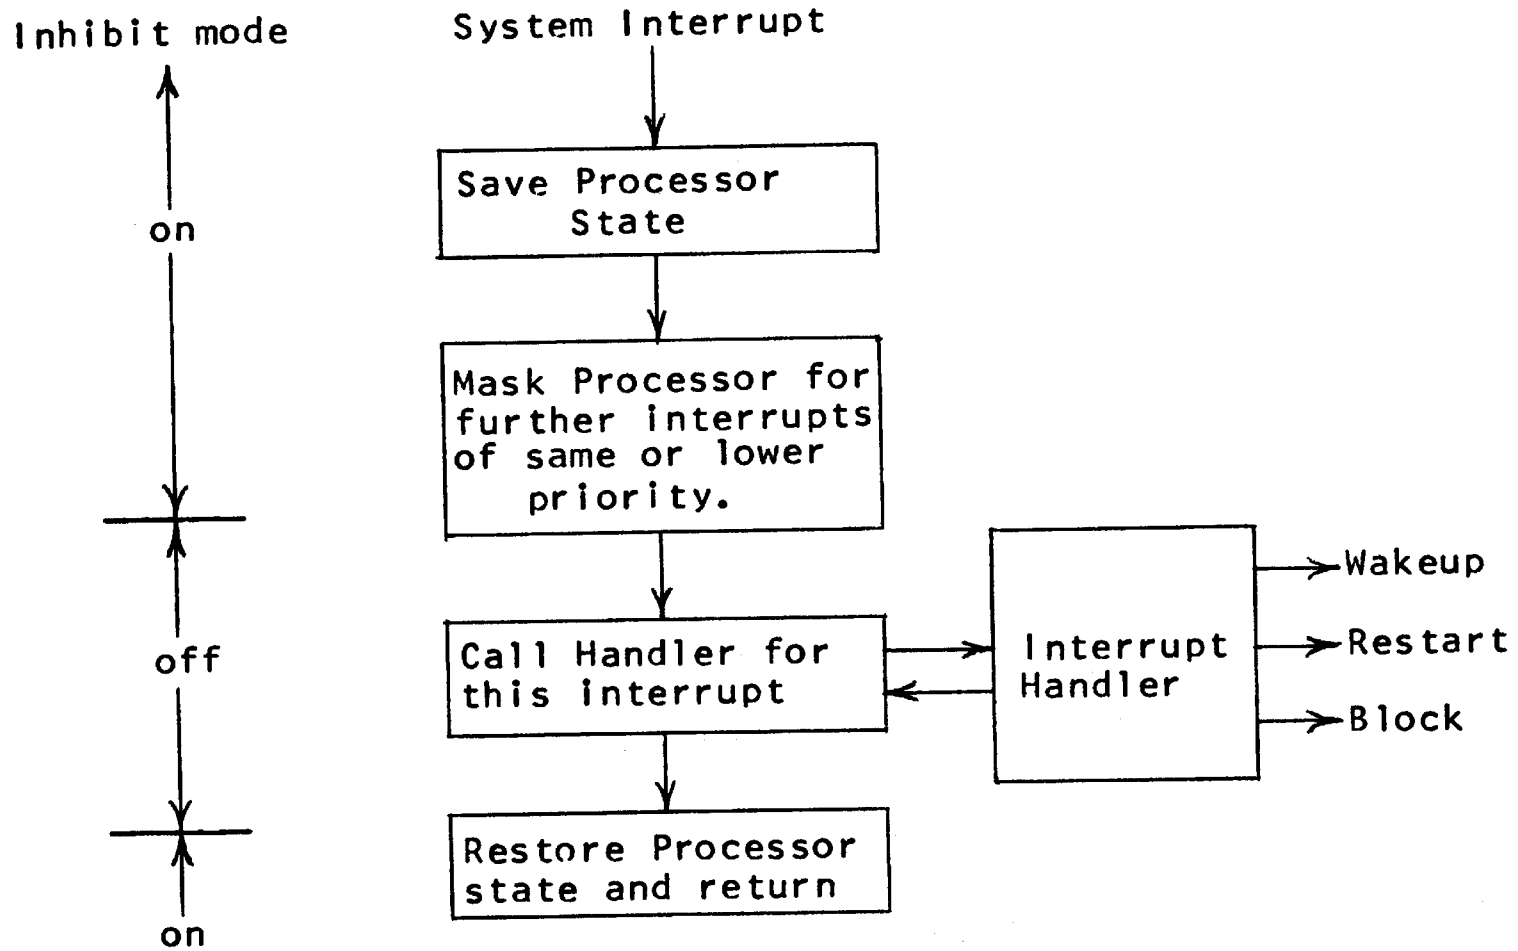 Inhibit mode
System Interrupt
on
Save Processor
State
Mask Processor for
further interrupts
of same or lower
priority.
off
Call Handler for
this interrupt
Interrupt
Handler
Wakeup
Restart
Block
Restore Processor
state and return
on